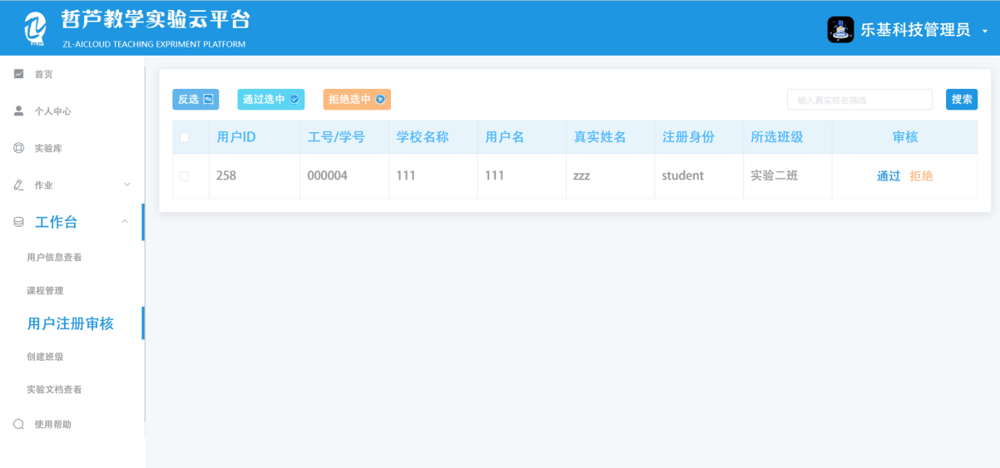 哲芦教学实验云平台
ZL-AICLOUD TEACHING EXPRIMENT PLATFORM
乐基科技管理员
首页
个人中心
实验库
作业
工作台
用户信息查看
课程管理
用户注册审核
创建班级
实验文档查看
使用帮助
反选 通过选中 拒绝选中 输入真实姓名筛选 搜索
用户ID 工号/学号 学校名称 用户名 真实姓名 注册身份 所选班级 审核
258 000004 111 111 zzz student 实验二班 通过 拒绝